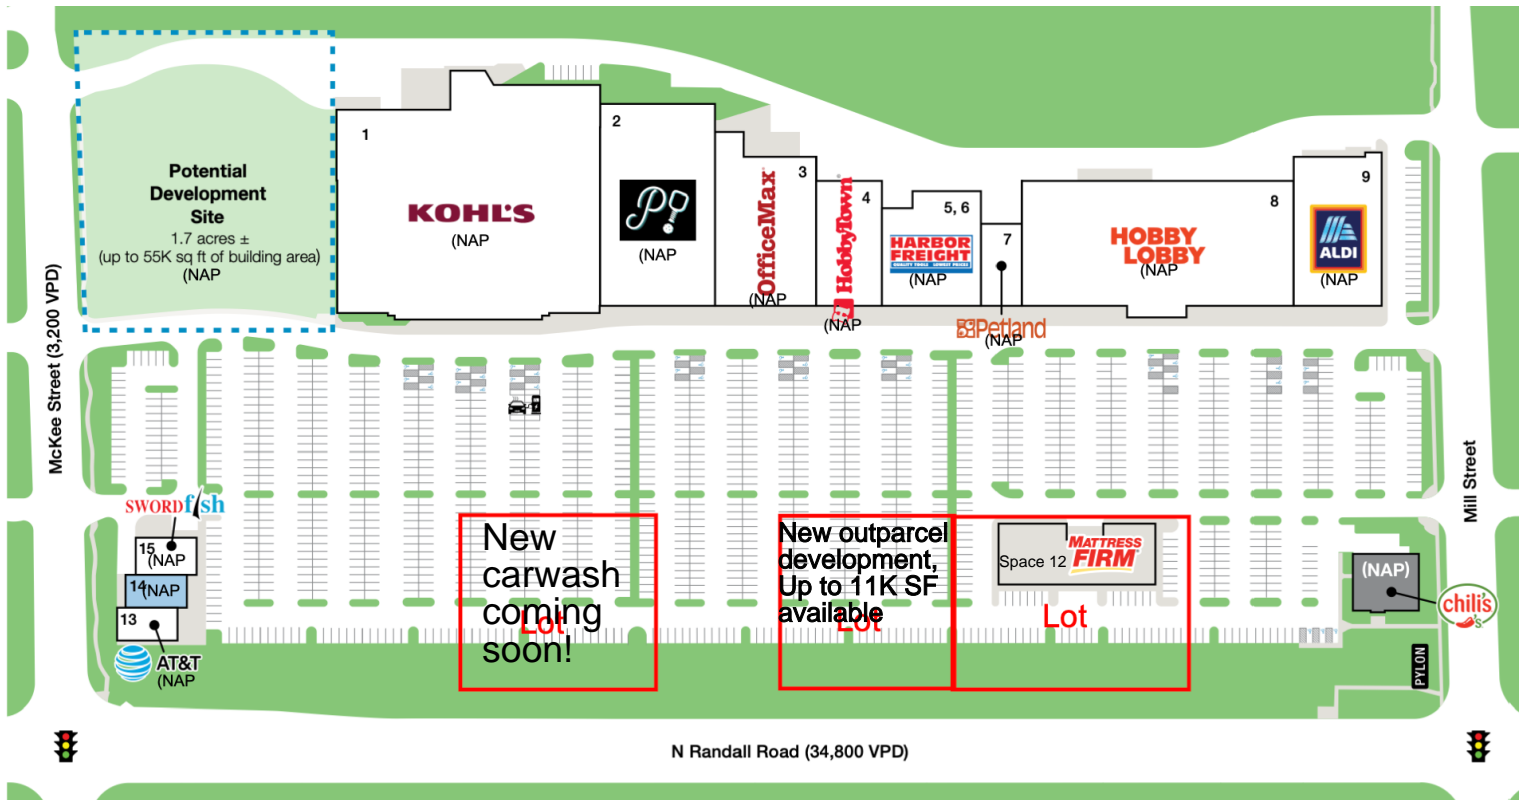 1
2
3
4
5, 6
7
8
9
Potential
Development
Site
1.7 acres ±
(up to 55K sq ft of building area)
(NAP
KOHL'S
(NAP
(NAP
OfficeMax
(NAP
HobbyTown
(NAP
HARBOR
FREIGHT
QUALITY TOOLS LOWEST PRICES
(NAP
Petland
(NAP
HOBBY
LOBBY
(NAP
ALDI
(NAP
McKee Street (3,200 VPD)
Mill Street
SWORDfish
15
(NAP
14
(NAP
13
AT&T
(NAP
New
carwash
coming
soon!
Lot
New outparcel
development,
Up to 11K SF
available
Lot
Space 12
MATTRESS
FIRM
Lot
(NAP)
chili's
PYLON
N Randall Road (34,800 VPD)